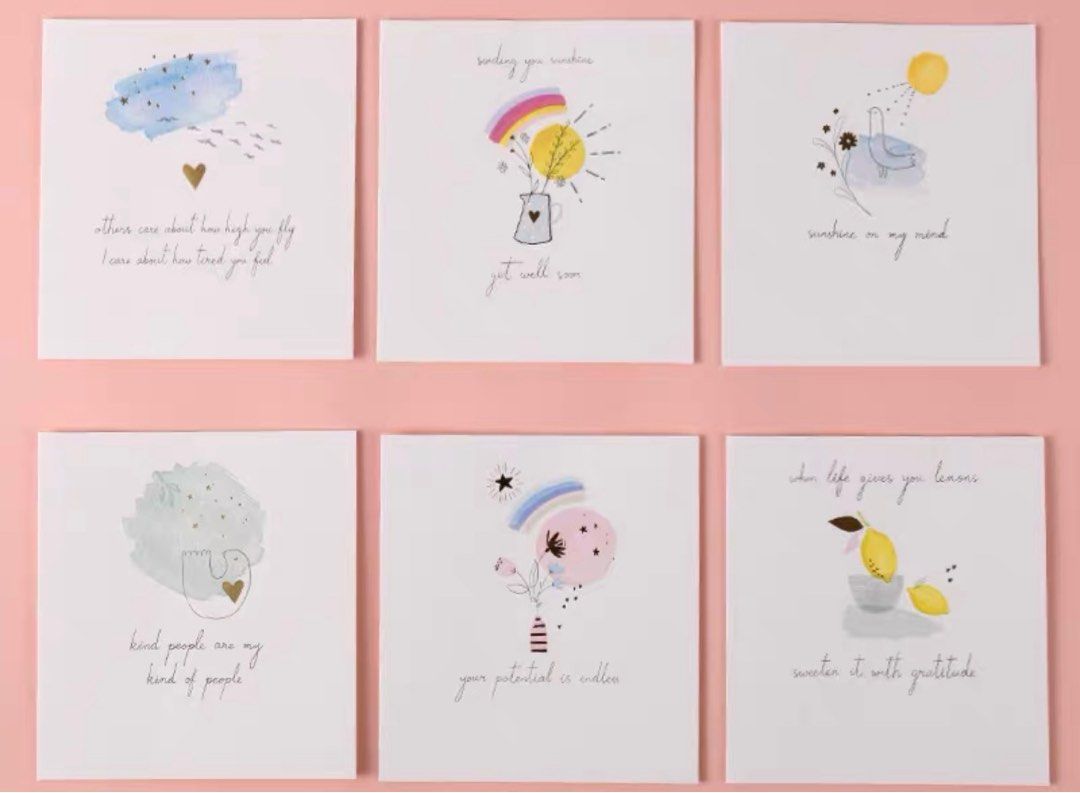 others care about how high you fly
I care about how tired you feel
sending you sunshine
get well soon
sunshine on my mind
kind people are my
kind of people
your potential is endless
when life gives you lemons
sweeten it with gratitude